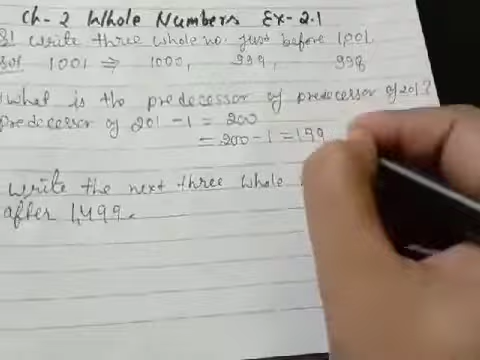 Ch-2 Whole Numbers Ex-2.1
Q1 Write three whole no. just before 1001
Sol 1001 ⇒ 1000, 999, 998
What is the predecessor of predecessor of 201?
Predecessor of 201 - 1 = 200
= 200 - 1 = 199
Write the next three whole
after 1,499.